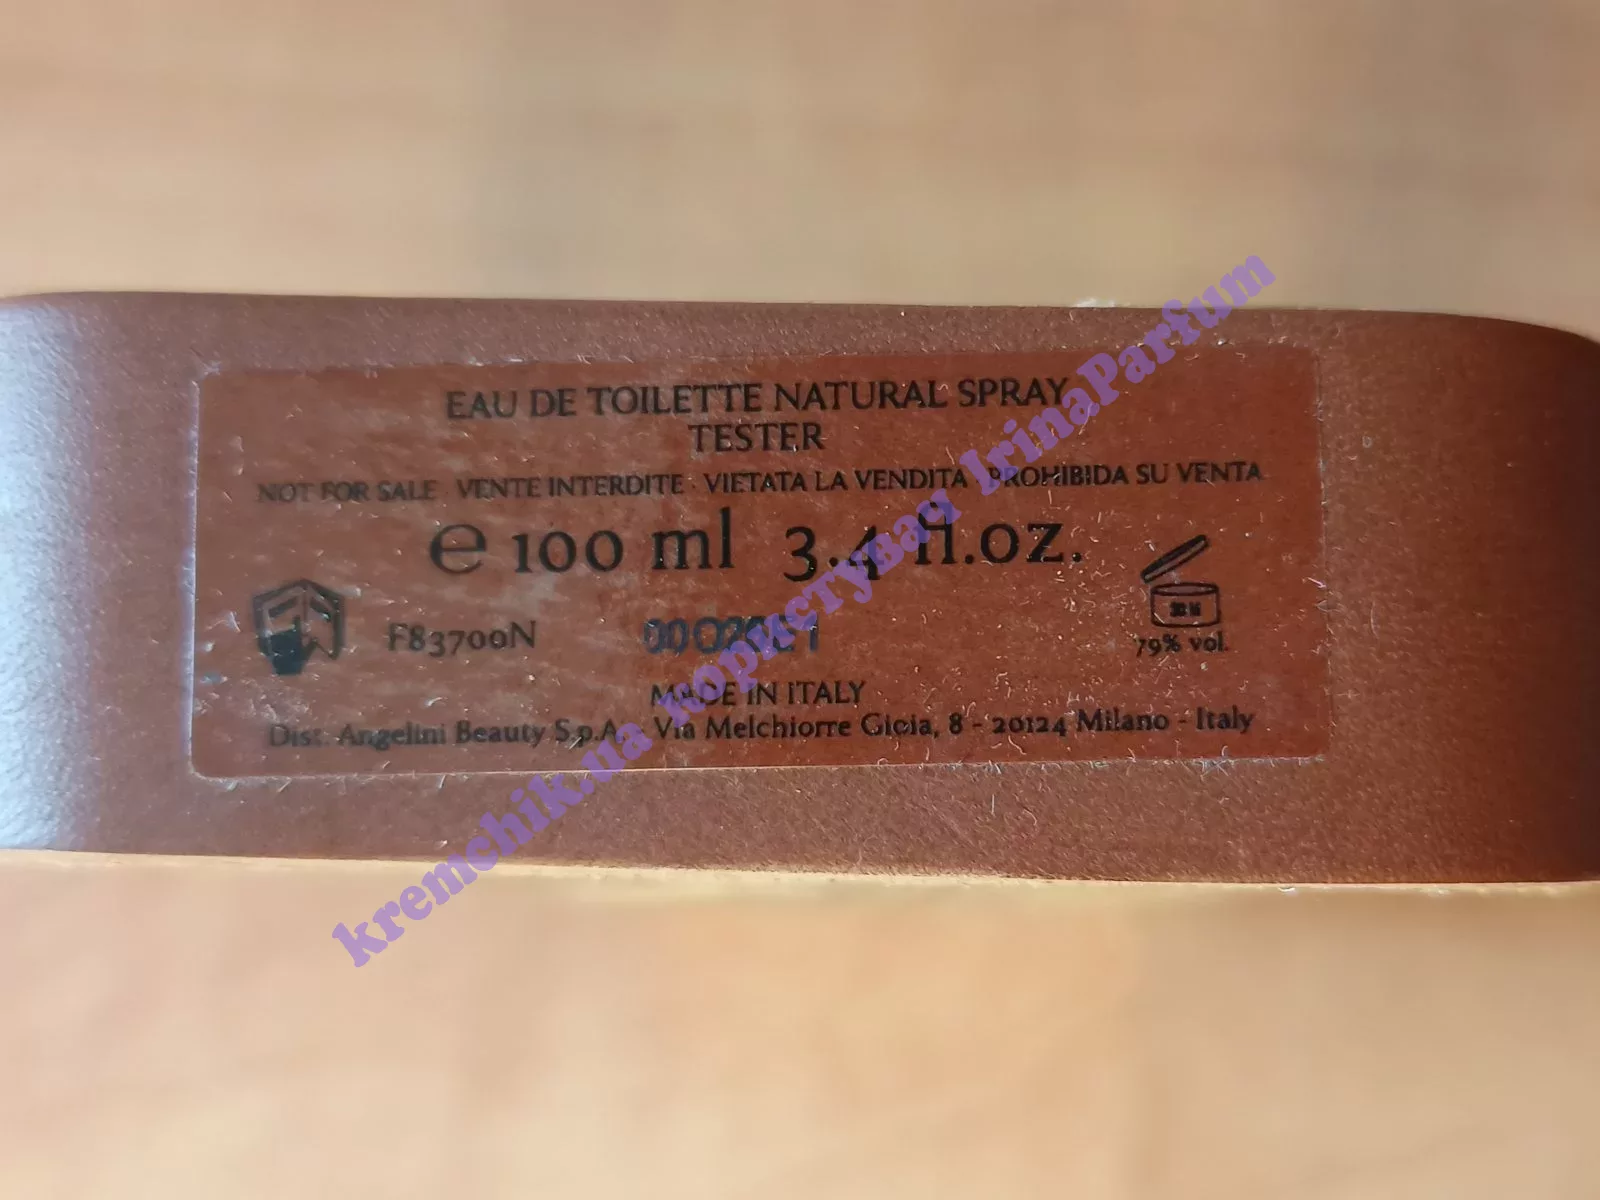 EAU DE TOILETTE NATURAL SPRAY
TESTER
NOT FOR SALE · VENTE INTERDITE · VIETATA LA VENDITA · PROHIBIDA SU VENTA
e 100 ml 3.4 fl.oz.
F83700N
79% vol.
MADE IN ITALY
Dist. Angelini Beauty S.p.A. - Via Melchiorre Gioia, 8 - 20124 Milano - Italy
kremchik.ua користувач IrinaParfum